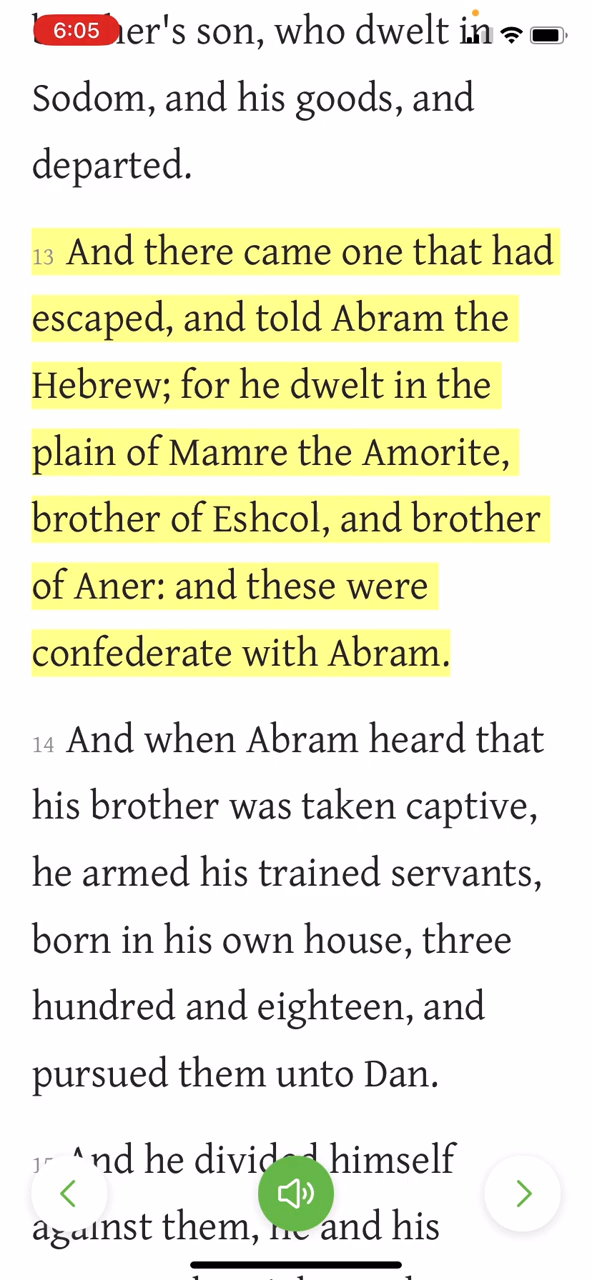 6:05
her's son, who dwelt in
Sodom, and his goods, and
departed.
13 And there came one that had
escaped, and told Abram the
Hebrew; for he dwelt in the
plain of Mamre the Amorite,
brother of Eshcol, and brother
of Aner: and these were
confederate with Abram.
14 And when Abram heard that
his brother was taken captive,
he armed his trained servants,
born in his own house, three
hundred and eighteen, and
pursued them unto Dan.
15 And he divided himself
against them, he and his